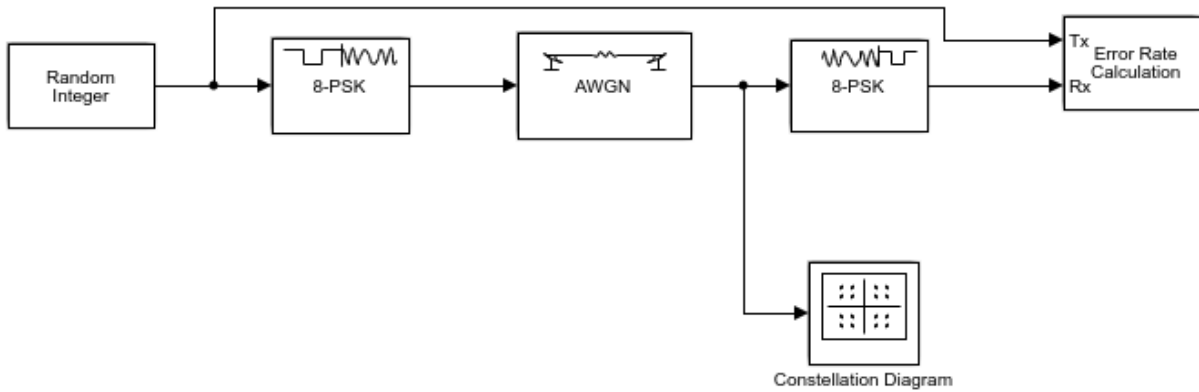 Random
Integer
8-PSK
AWGN
8-PSK
Tx
Rx
Error Rate
Calculation
Constellation Diagram